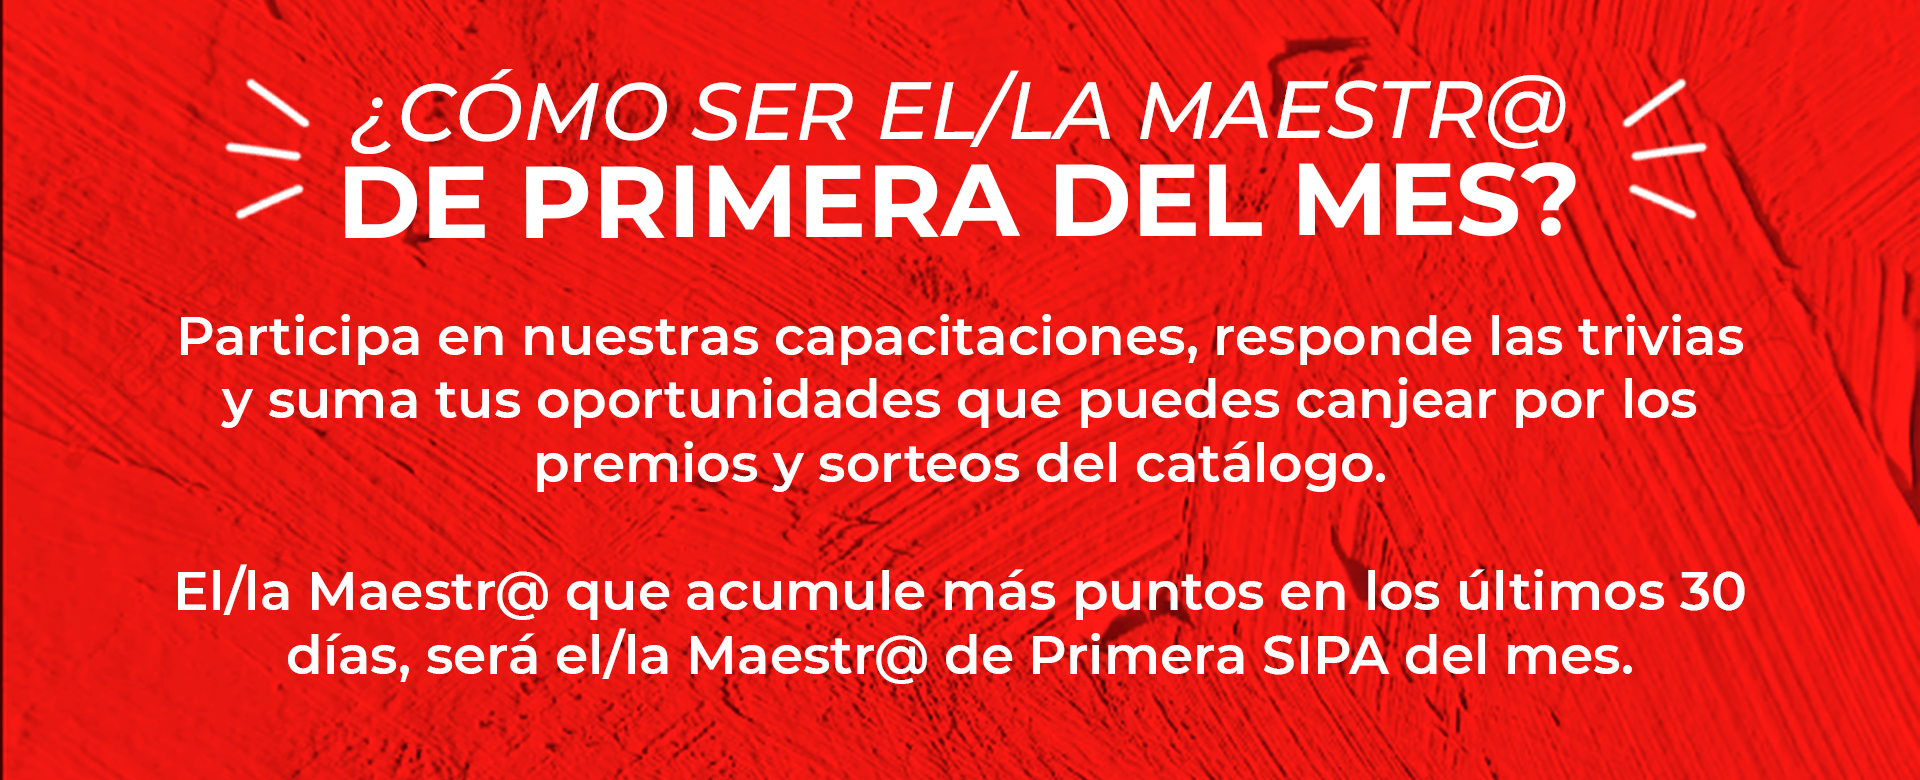 ¿CÓMO SER EL/LA MAESTR@
DE PRIMERA DEL MES?
Participa en nuestras capacitaciones, responde las trivias
y suma tus oportunidades que puedes canjear por los
premios y sorteos del catálogo.
El/la Maestr@ que acumule más puntos en los últimos 30
días, será el/la Maestr@ de Primera SIPA del mes.